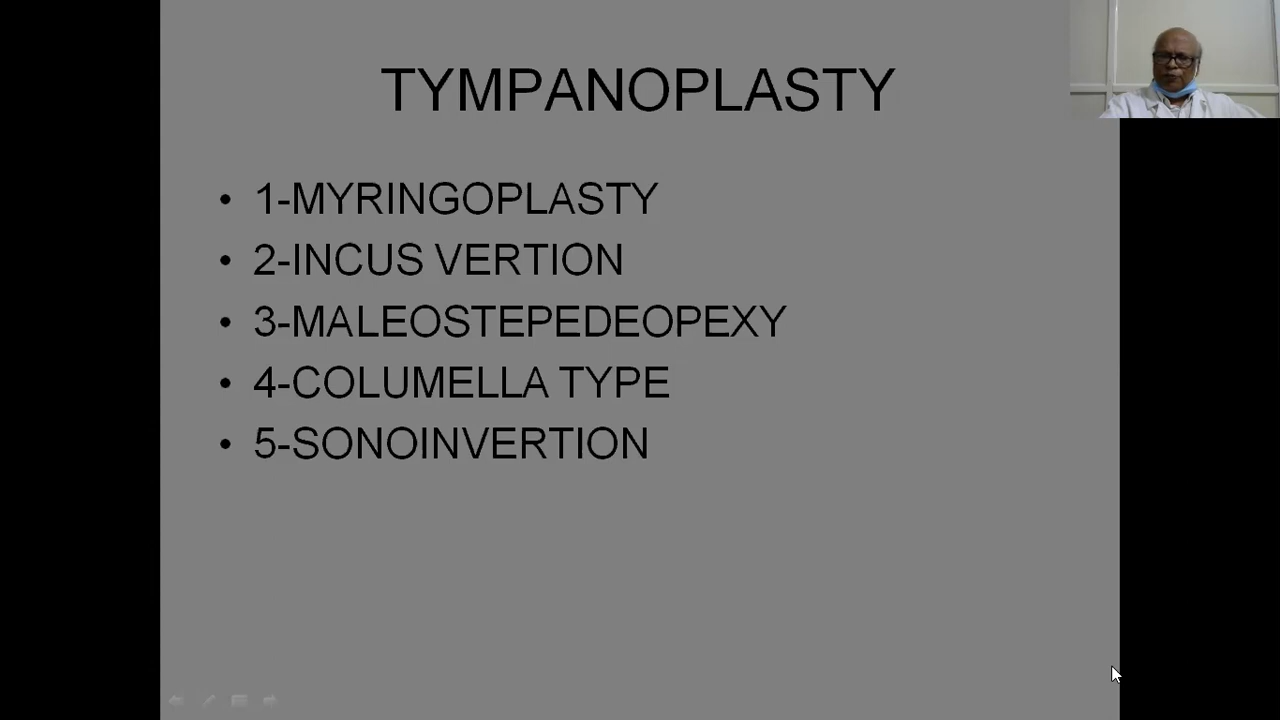 TYMPANOPLASTY
• 1-MYRINGOPLASTY
• 2-INCUS VERTION
• 3-MALEOSTEPEDEOPEXY
• 4-COLUMELLA TYPE
• 5-SONOINVERTION